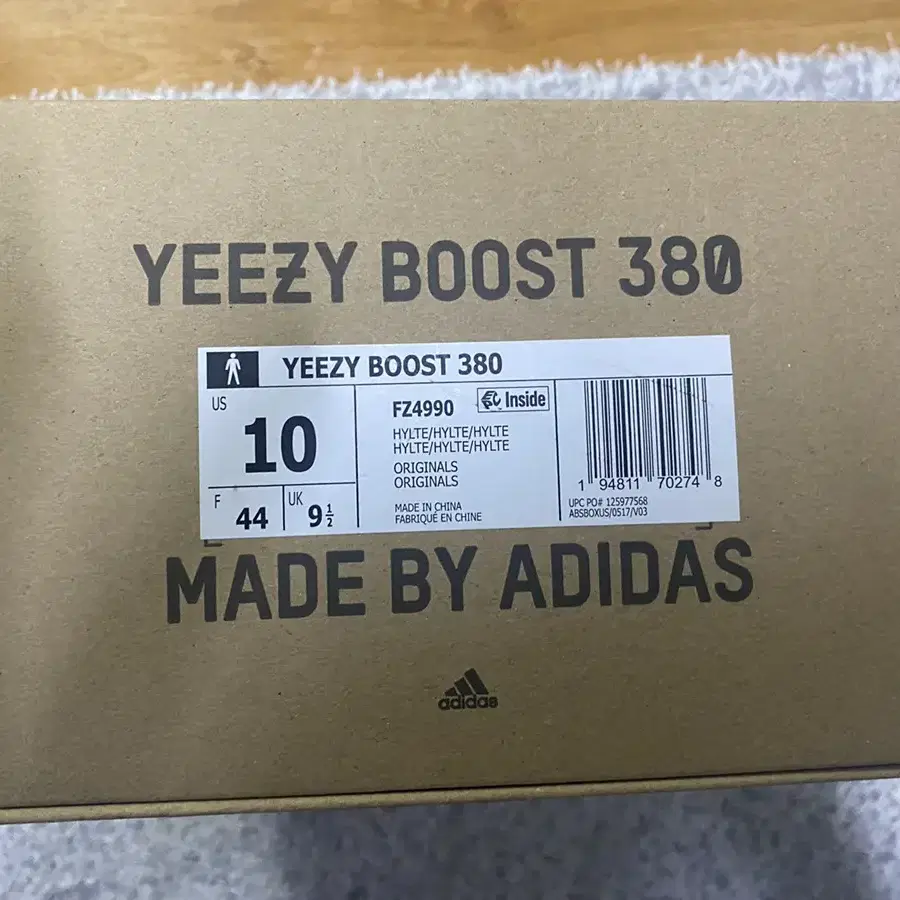 YEEZY BOOST 380
YEEZY BOOST 380
US
10
F
44
UK
9½
FZ4990
Inside
HYLTE/HYLTE/HYLTE
HYLTE/HYLTE/HYLTE
ORIGINALS
ORIGINALS
MADE IN CHINA
FABRIQUÉ EN CHINE
1 94811 70274 8
UPC PO# 125977568
ABSBOXUS/0517/V03
MADE BY ADIDAS
adidas